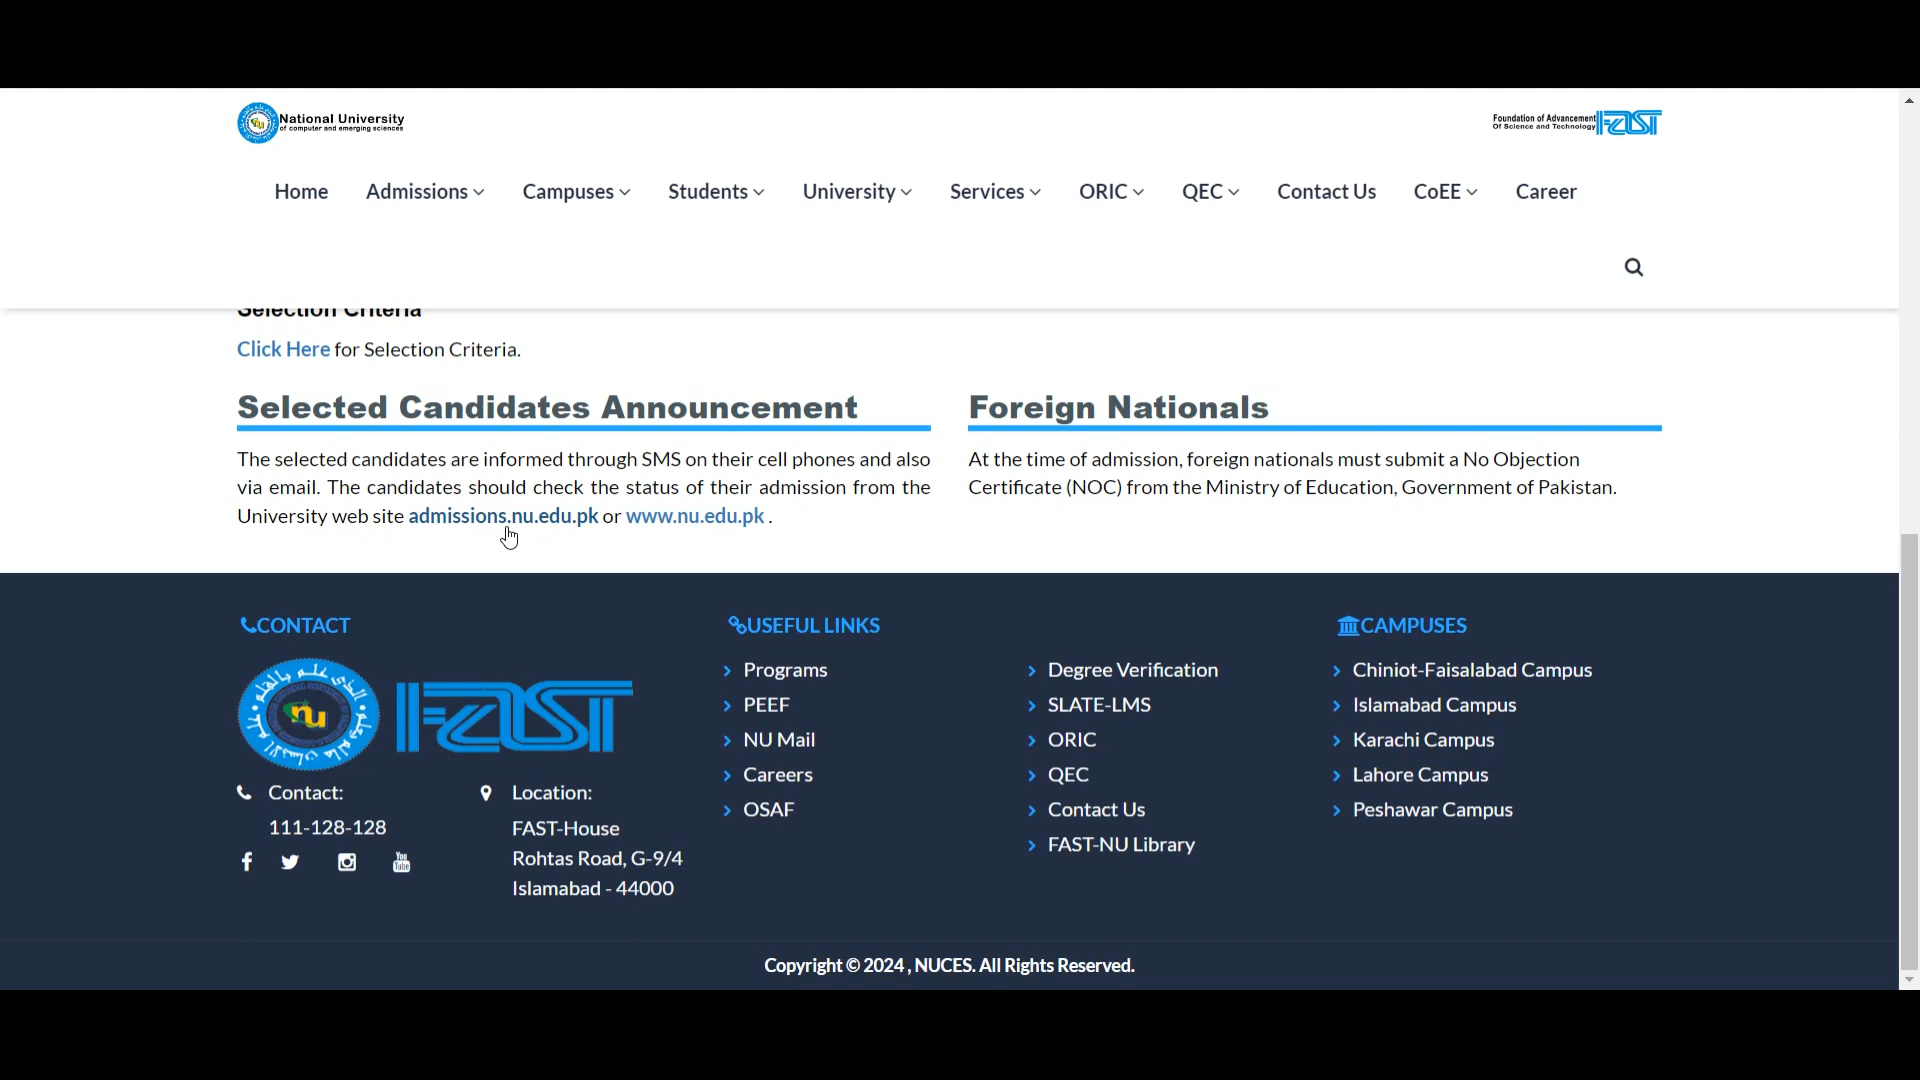 National University
of computer and emerging sciences
Foundation of Advancement
Of Science and Technology
FAST
Home
Admissions
Campuses
Students
University
Services
ORIC
QEC
Contact Us
CoEE
Career
Selection Criteria
Click Here for Selection Criteria.
Selected Candidates Announcement
The selected candidates are informed through SMS on their cell phones and also
via email. The candidates should check the status of their admission from the
University web site admissions.nu.edu.pk or www.nu.edu.pk .
Foreign Nationals
At the time of admission, foreign nationals must submit a No Objection
Certificate (NOC) from the Ministry of Education, Government of Pakistan.
CONTACT
nu
FAST
Contact:
111-128-128
Location:
FAST-House
Rohtas Road, G-9/4
Islamabad - 44000
USEFUL LINKS
Programs
PEEF
NU Mail
Careers
OSAF
Degree Verification
SLATE-LMS
ORIC
QEC
Contact Us
FAST-NU Library
CAMPUSES
Chiniot-Faisalabad Campus
Islamabad Campus
Karachi Campus
Lahore Campus
Peshawar Campus
Copyright © 2024 , NUCES. All Rights Reserved.